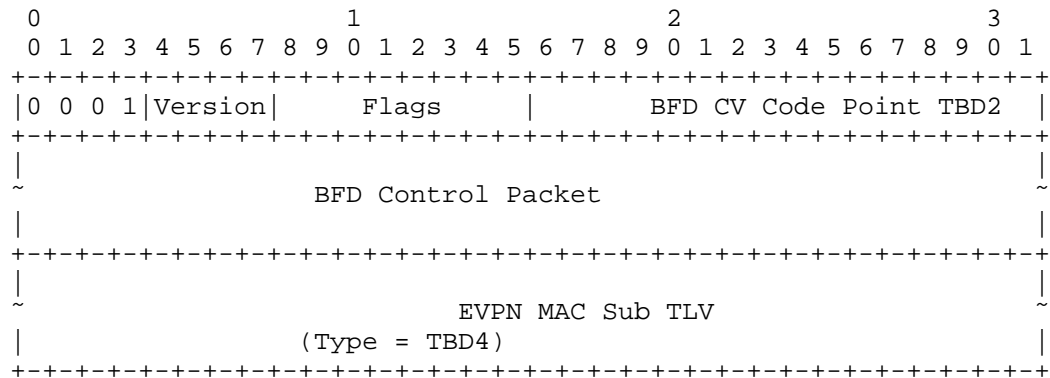 0                   1                   2                   3
 0 1 2 3 4 5 6 7 8 9 0 1 2 3 4 5 6 7 8 9 0 1 2 3 4 5 6 7 8 9 0 1
+-+-+-+-+-+-+-+-+-+-+-+-+-+-+-+-+-+-+-+-+-+-+-+-+-+-+-+-+-+-+-+-+
|0 0 0 1|Version|     Flags     |       BFD CV Code Point TBD2  |
+-+-+-+-+-+-+-+-+-+-+-+-+-+-+-+-+-+-+-+-+-+-+-+-+-+-+-+-+-+-+-+-+
|                                                               |
~                  BFD Control Packet                           ~
|                                                               |
+-+-+-+-+-+-+-+-+-+-+-+-+-+-+-+-+-+-+-+-+-+-+-+-+-+-+-+-+-+-+-+-+
|                                                               |
~                           EVPN MAC Sub TLV                    ~
|                 (Type = TBD4)                                 |
+-+-+-+-+-+-+-+-+-+-+-+-+-+-+-+-+-+-+-+-+-+-+-+-+-+-+-+-+-+-+-+-+